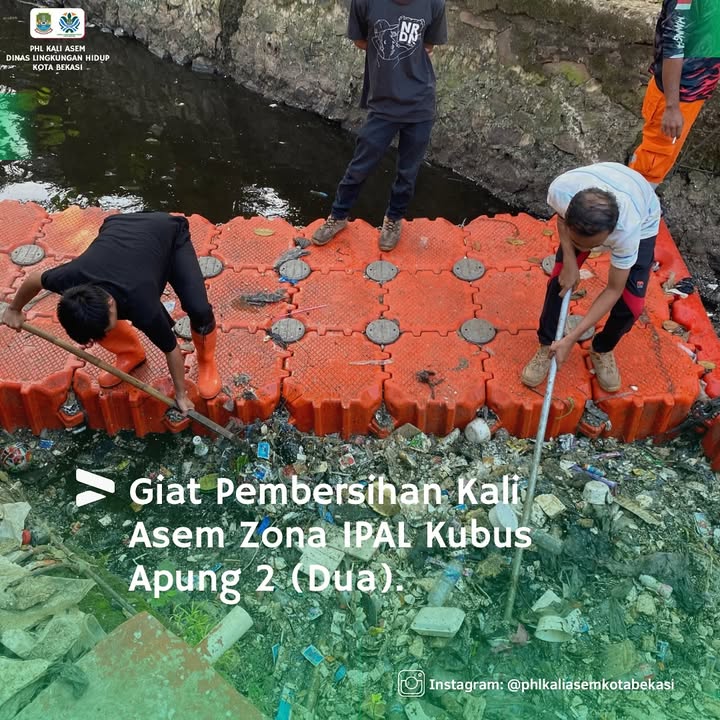 PHL KALI ASEM
DINAS LINGKUNGAN HIDUP
KOTA BEKASI
NR
Giat Pembersihan Kali
Asem Zona IPAL Kubus
Apung 2 (Dua).
Instagram: @phlkaliasemkotabekasi